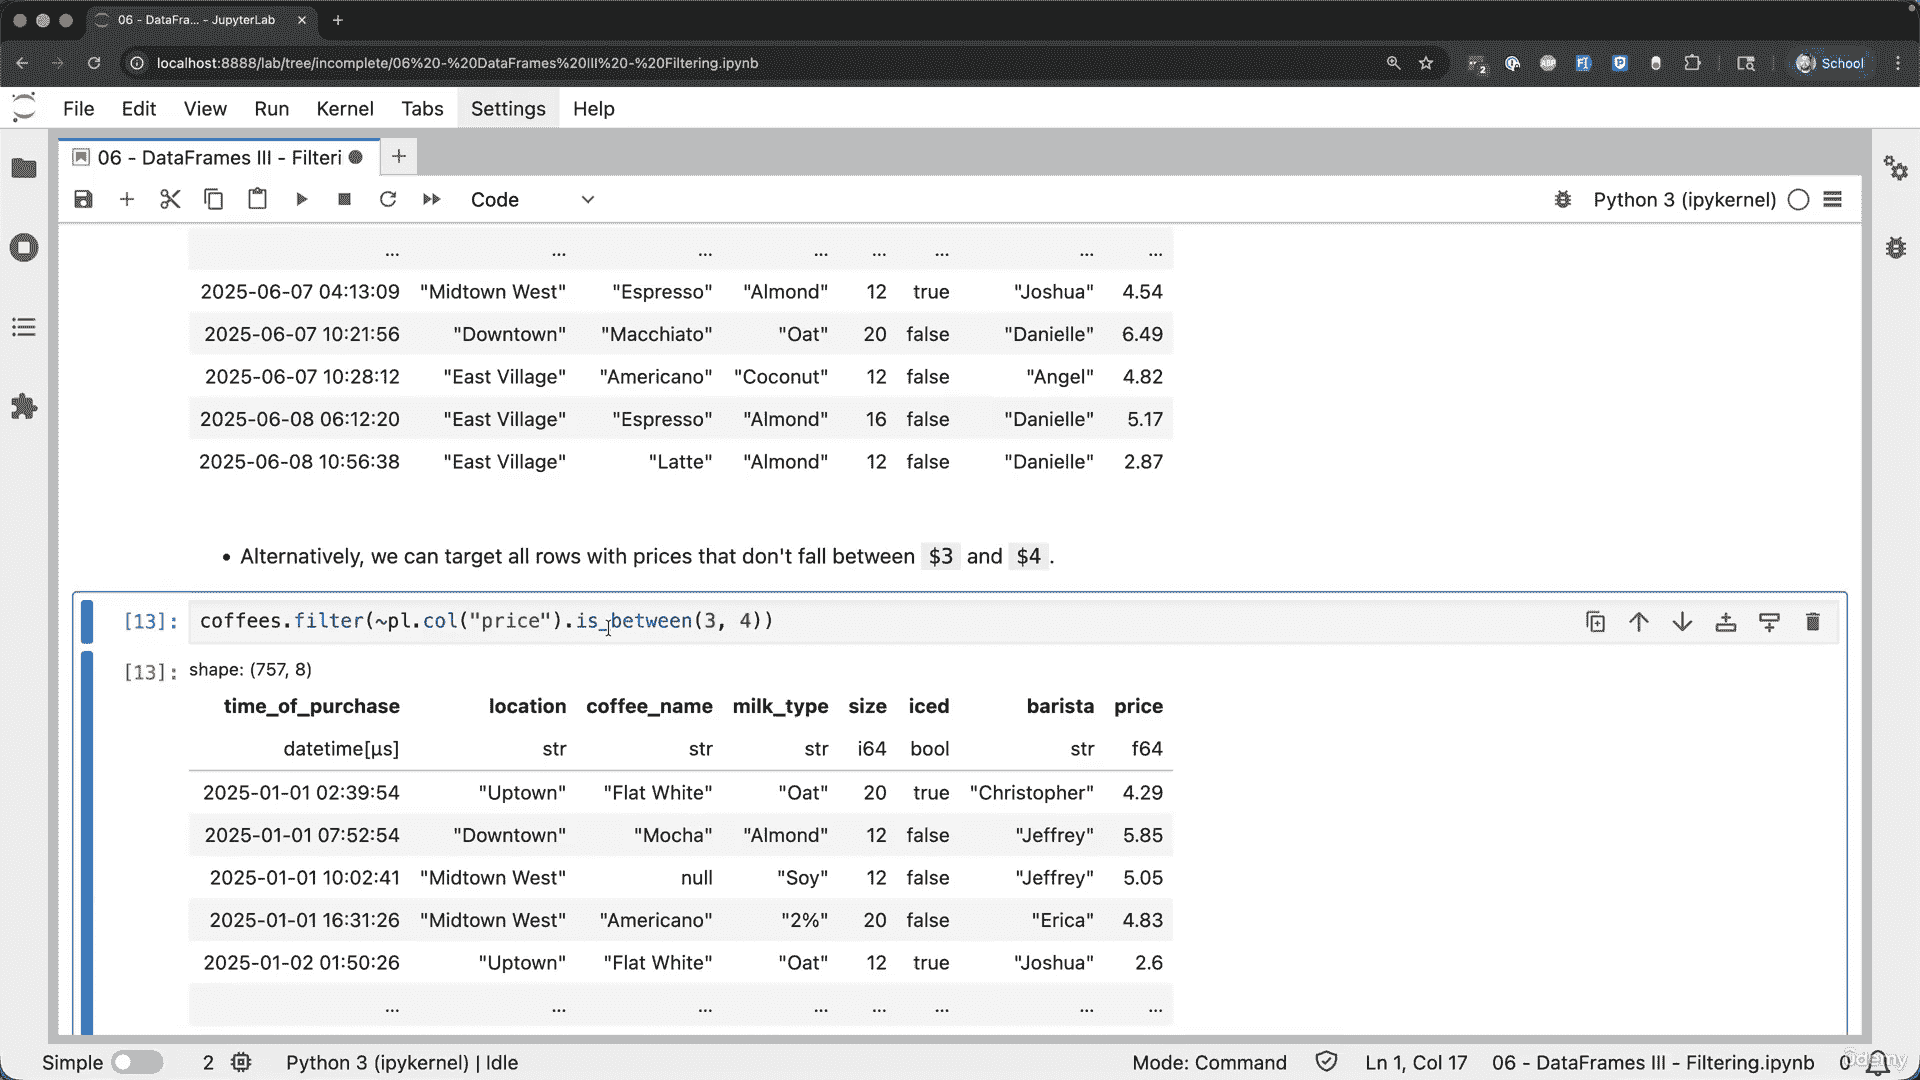 06 - DataFra... - JupyterLab
localhost:8888/lab/tree/incomplete/06%20-%20DataFrames%20III%20-%20Filtering.ipynb
2
ABP
School
File Edit View Run Kernel Tabs Settings Help
06 - DataFrames III - Filteri
Code
Python 3 (ipykernel)
... ... ... ... ... ... ... ...
2025-06-07 04:13:09 "Midtown West" "Espresso" "Almond" 12 true "Joshua" 4.54
2025-06-07 10:21:56 "Downtown" "Macchiato" "Oat" 20 false "Danielle" 6.49
2025-06-07 10:28:12 "East Village" "Americano" "Coconut" 12 false "Angel" 4.82
2025-06-08 06:12:20 "East Village" "Espresso" "Almond" 16 false "Danielle" 5.17
2025-06-08 10:56:38 "East Village" "Latte" "Almond" 12 false "Danielle" 2.87
• Alternatively, we can target all rows with prices that don't fall between $3 and $4.
[13]: coffees.filter(~pl.col("price").is_between(3, 4))
[13]: shape: (757, 8)
time_of_purchase location coffee_name milk_type size iced barista price
datetime[μs] str str str i64 bool str f64
2025-01-01 02:39:54 "Uptown" "Flat White" "Oat" 20 true "Christopher" 4.29
2025-01-01 07:52:54 "Downtown" "Mocha" "Almond" 12 false "Jeffrey" 5.85
2025-01-01 10:02:41 "Midtown West" null "Soy" 12 false "Jeffrey" 5.05
2025-01-01 16:31:26 "Midtown West" "Americano" "2%" 20 false "Erica" 4.83
2025-01-02 01:50:26 "Uptown" "Flat White" "Oat" 12 true "Joshua" 2.6
... ... ... ... ... ... ... ...
Simple 2 Python 3 (ipykernel) | Idle Mode: Command Ln 1, Col 17 06 - DataFrames III - Filtering.ipynb 0
udemy